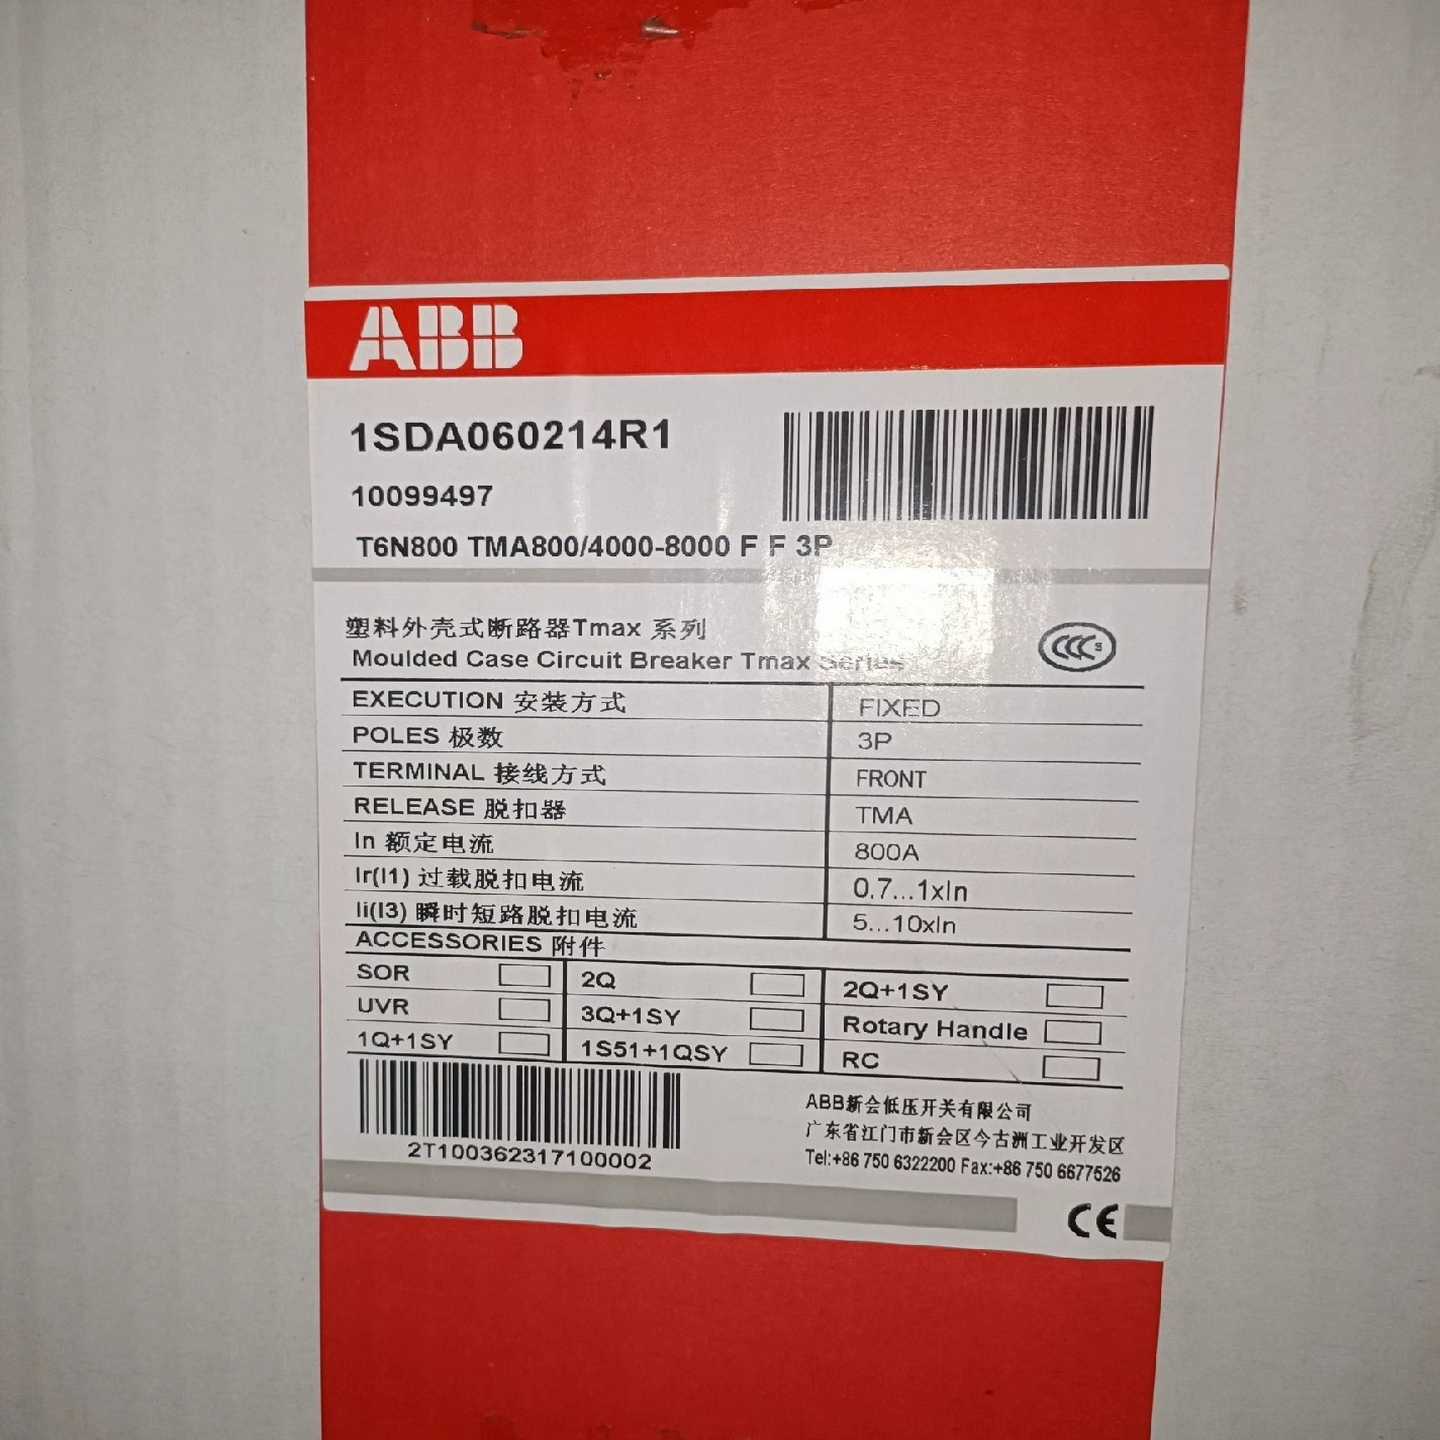 ABB
1SDA060214R1
10099497
T6N800 TMA800/4000-8000 F F 3P
塑料外壳式断路器Tmax 系列
Moulded Case Circuit Breaker Tmax Series
CCC S
EXECUTION 安装方式 FIXED
POLES 极数 3P
TERMINAL 接线方式 FRONT
RELEASE 脱扣器 TMA
In 额定电流 800A
Ir(I1) 过载脱扣电流 0.7...1xIn
Ii(I3) 瞬时短路脱扣电流 5...10xIn
ACCESSORIES 附件
SOR 2Q 2Q+1SY
UVR 3Q+1SY Rotary Handle
1Q+1SY 1S51+1QSY RC
2T100362317100002
ABB新会低压开关有限公司
广东省江门市新会区今古洲工业开发区
Tel:+86 750 6322200 Fax:+86 750 6677526
CE